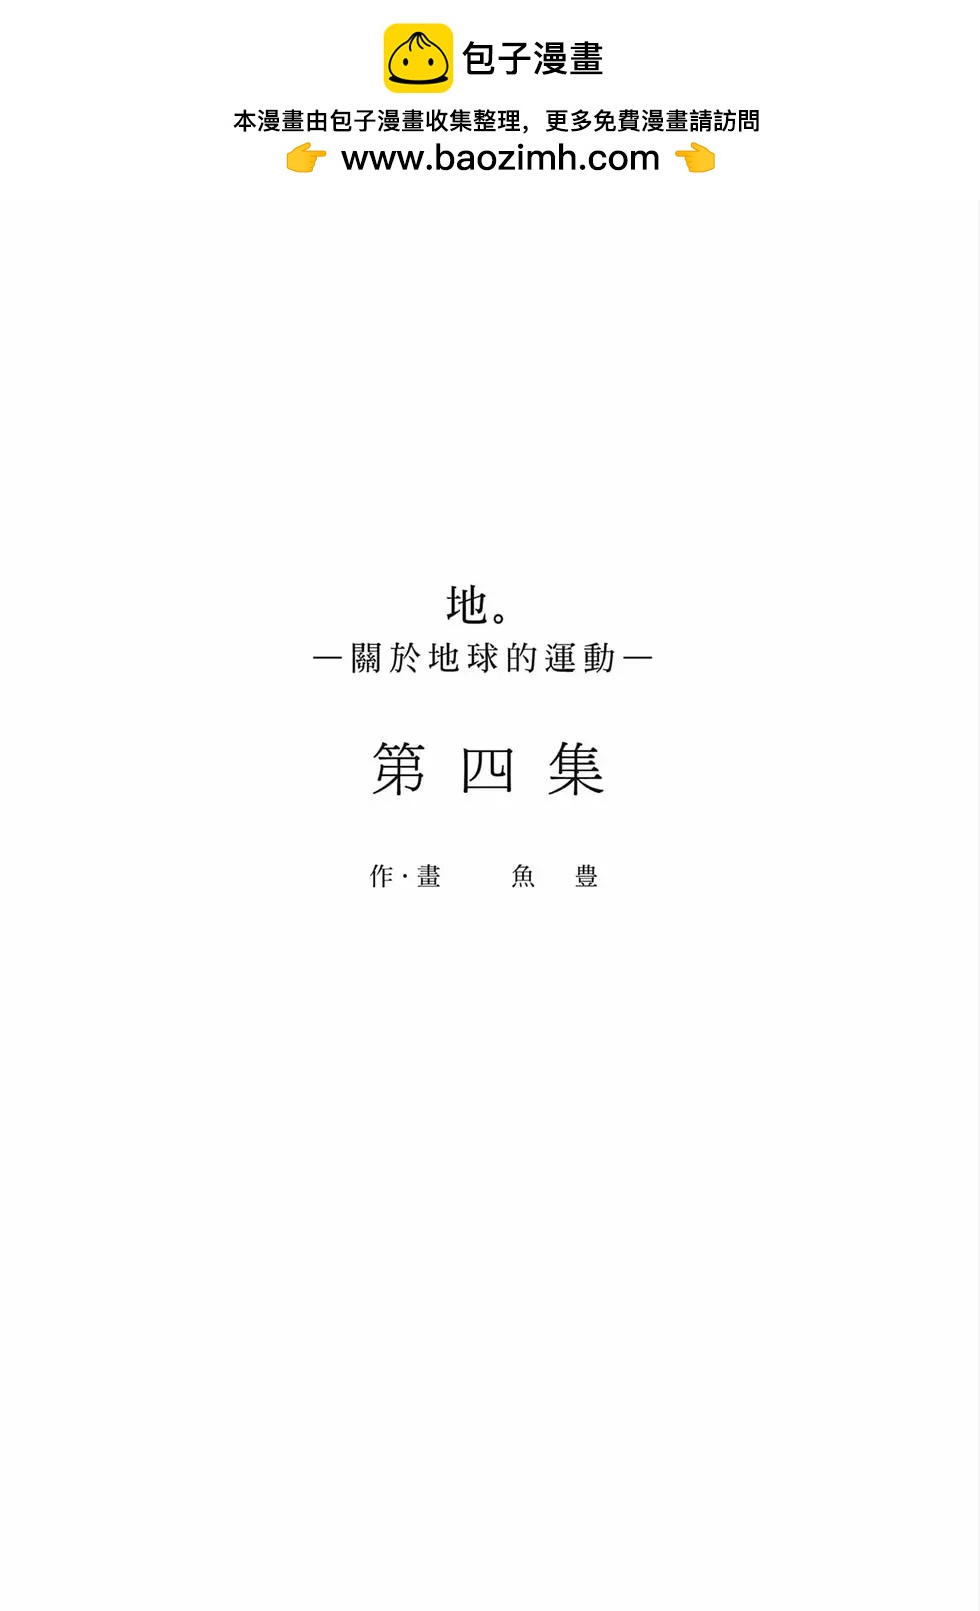 包子漫畫
本漫畫由包子漫畫收集整理，更多免費漫畫請訪問
👉 www.baozimh.com 👈
地。
—關於地球的運動—
第四集
作·畫 魚豊